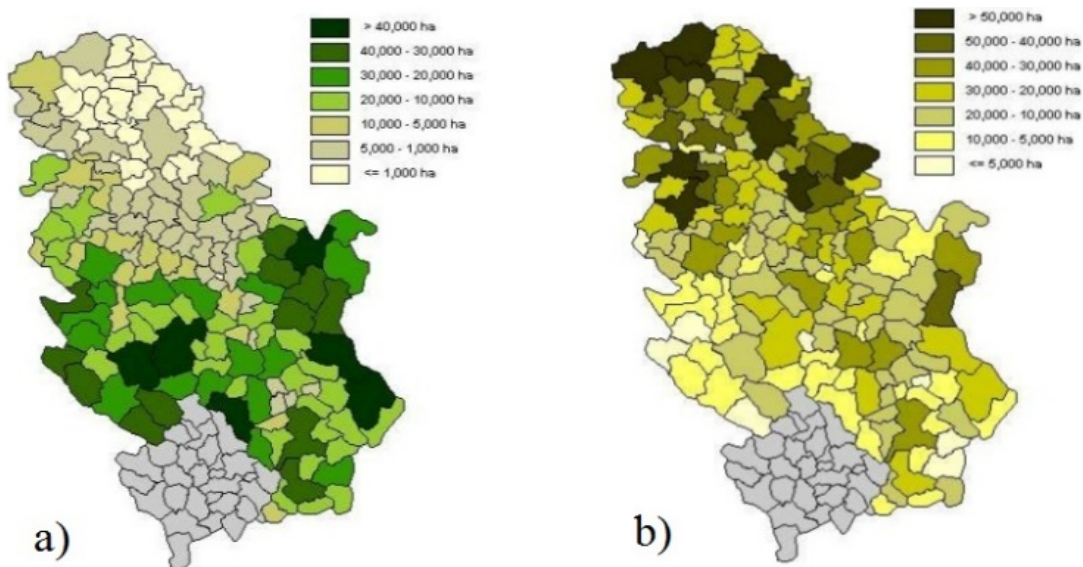 > 40,000 ha
40,000 - 30,000 ha
30,000 - 20,000 ha
20,000 - 10,000 ha
10,000 - 5,000 ha
5,000 - 1,000 ha
<= 1,000 ha
a)
> 50,000 ha
50,000 - 40,000 ha
40,000 - 30,000 ha
30,000 - 20,000 ha
20,000 - 10,000 ha
10,000 - 5,000 ha
<= 5,000 ha
b)